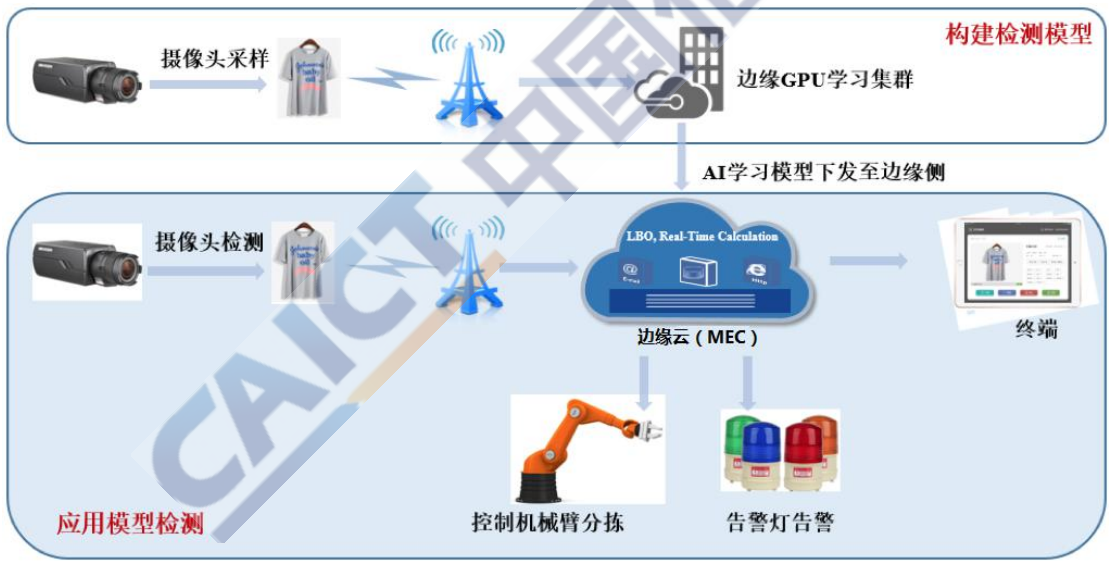 构建检测模型
摄像头采样
边缘GPU学习集群
AI学习模型下发至边缘侧
摄像头检测
LBO, Real-Time Calculation
E-mail
Http
边缘云（MEC）
终端
控制机械臂分拣
告警灯告警
应用模型检测
CAICT 中国信